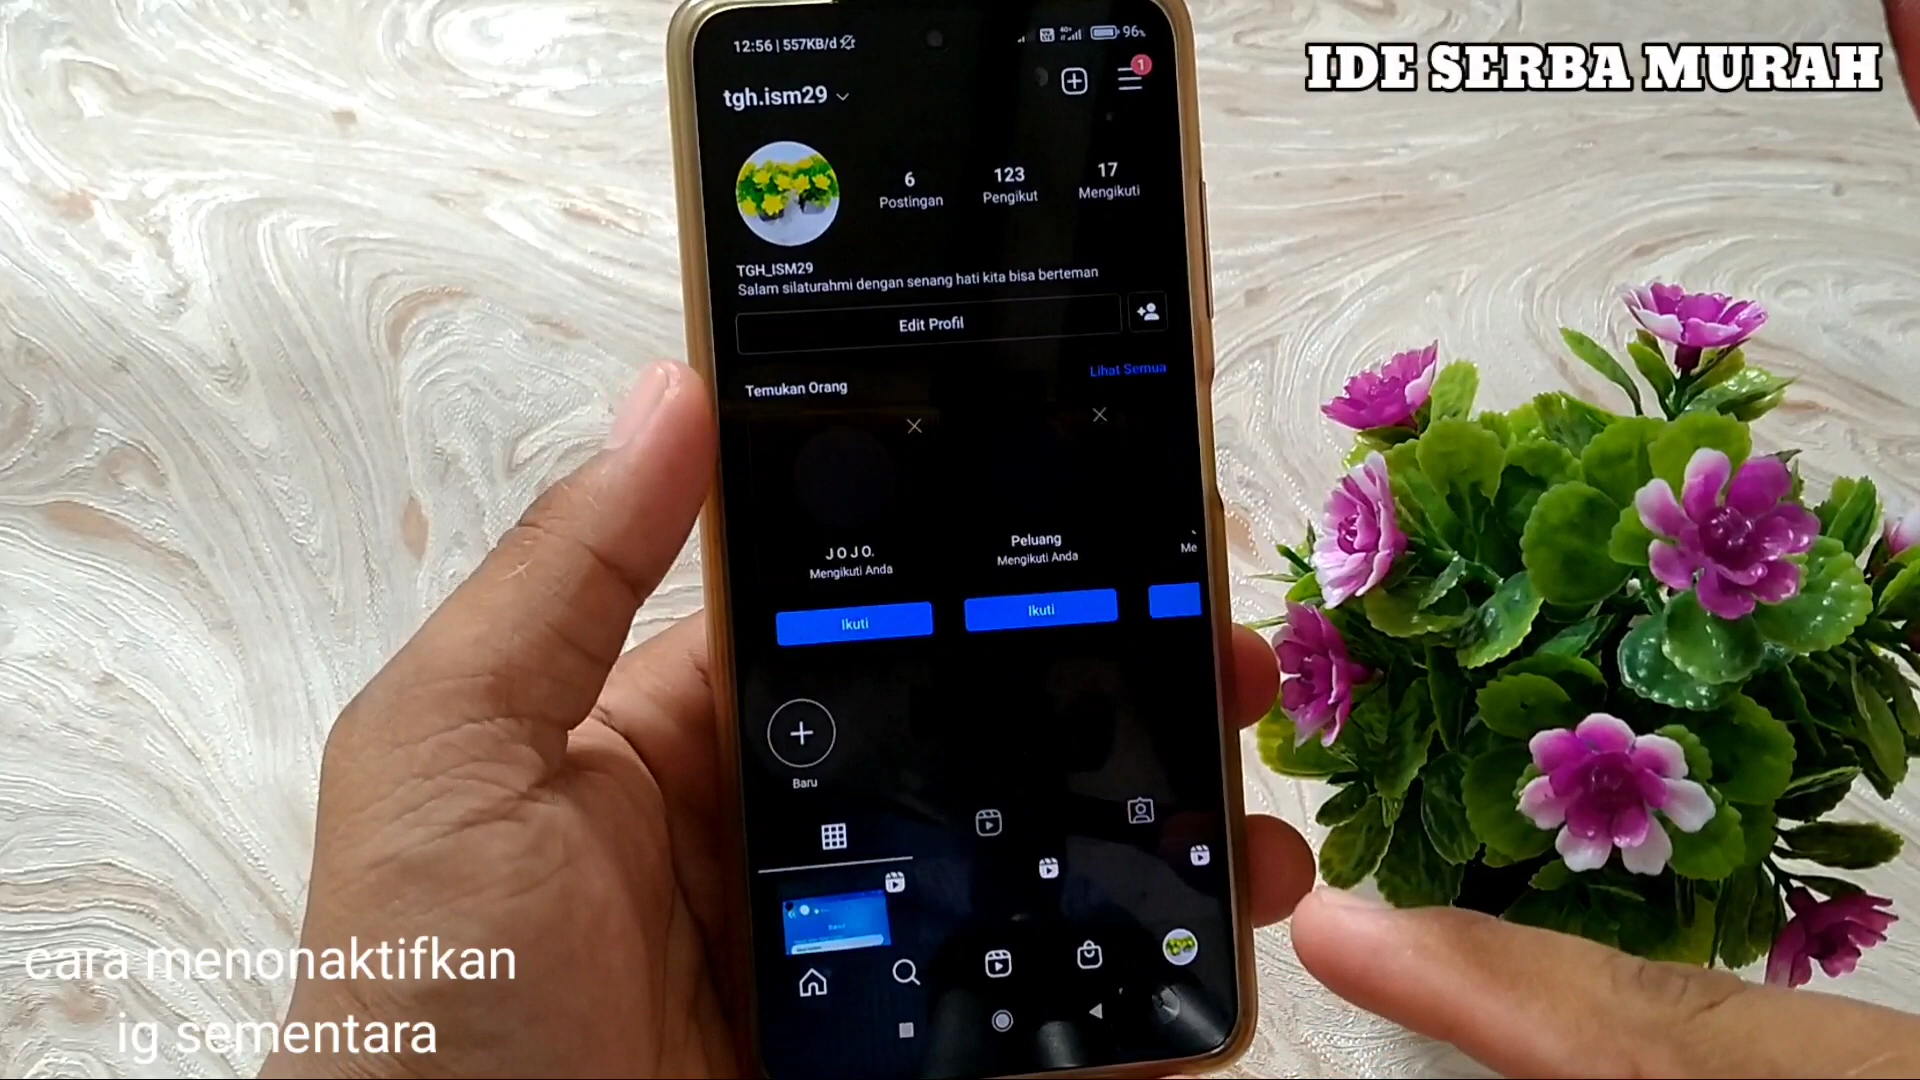 12:56 | 557KB/d
96%
IDE SERBA MURAH
tgh.ism29
1
6
123
17
Postingan
Pengikut
Mengikuti
TGH_ISM29
Salam silaturahmi dengan senang hati kita bisa berteman
Edit Profil
Temukan Orang
Lihat Semua
J O J O.
Peluang
Mengikuti Anda
Mengikuti Anda
Me
Ikuti
Ikuti
Baru
cara menonaktifkan
ig sementara